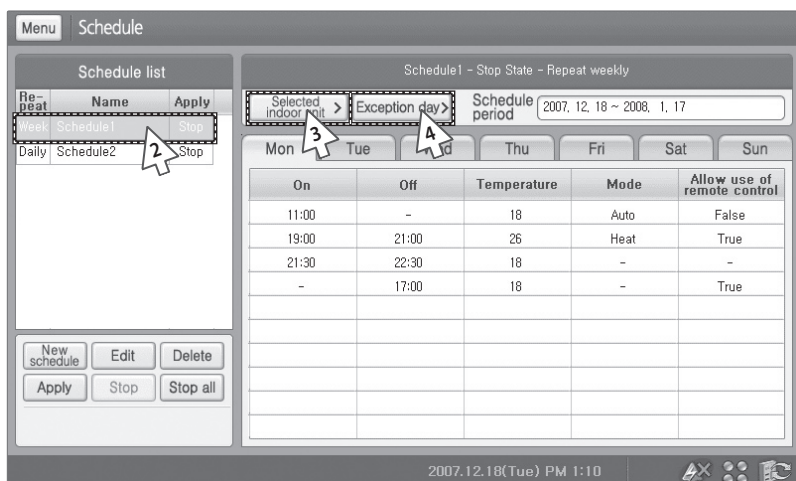 Menu Schedule
Schedule list
Schedule1 - Stop State - Repeat weekly
Re-peat Name Apply
Week Schedule1 Stop
Daily Schedule2 Stop
Selected indoor unit > Exception day> Schedule period 2007. 12. 18 ~ 2008. 1. 17
2
3
4
Mon Tue Wed Thu Fri Sat Sun
On Off Temperature Mode Allow use of remote control
11:00 - 18 Auto False
19:00 21:00 26 Heat True
21:30 22:30 18 - -
- 17:00 18 - True
New schedule Edit Delete
Apply Stop Stop all
2007.12.18(Tue) PM 1:10